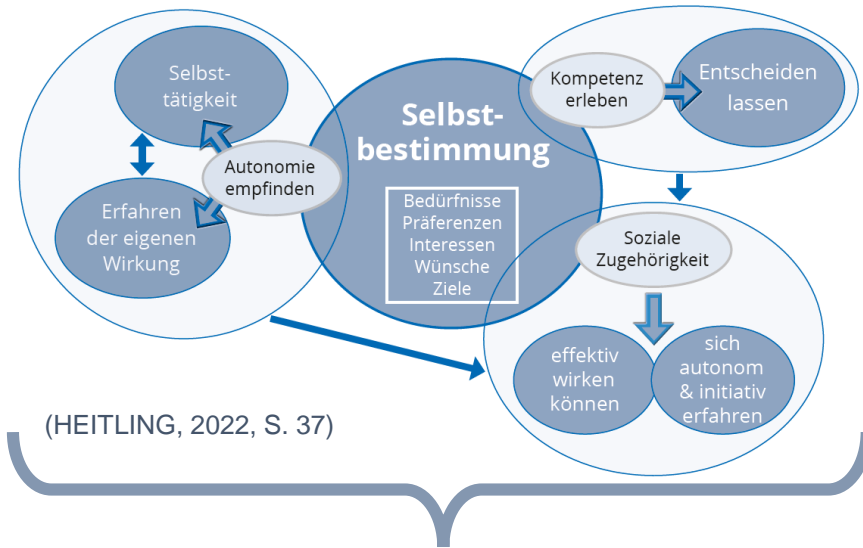 Selbst-
tätigkeit
Autonomie
empfinden
Erfahren
der eigenen
Wirkung
Selbst-
bestimmung
Bedürfnisse
Präferenzen
Interessen
Wünsche
Ziele
Kompetenz
erleben
Entscheiden
lassen
Soziale
Zugehörigkeit
effektiv
wirken
können
sich
autonom
& initiativ
erfahren
(HEITLING, 2022, S. 37)